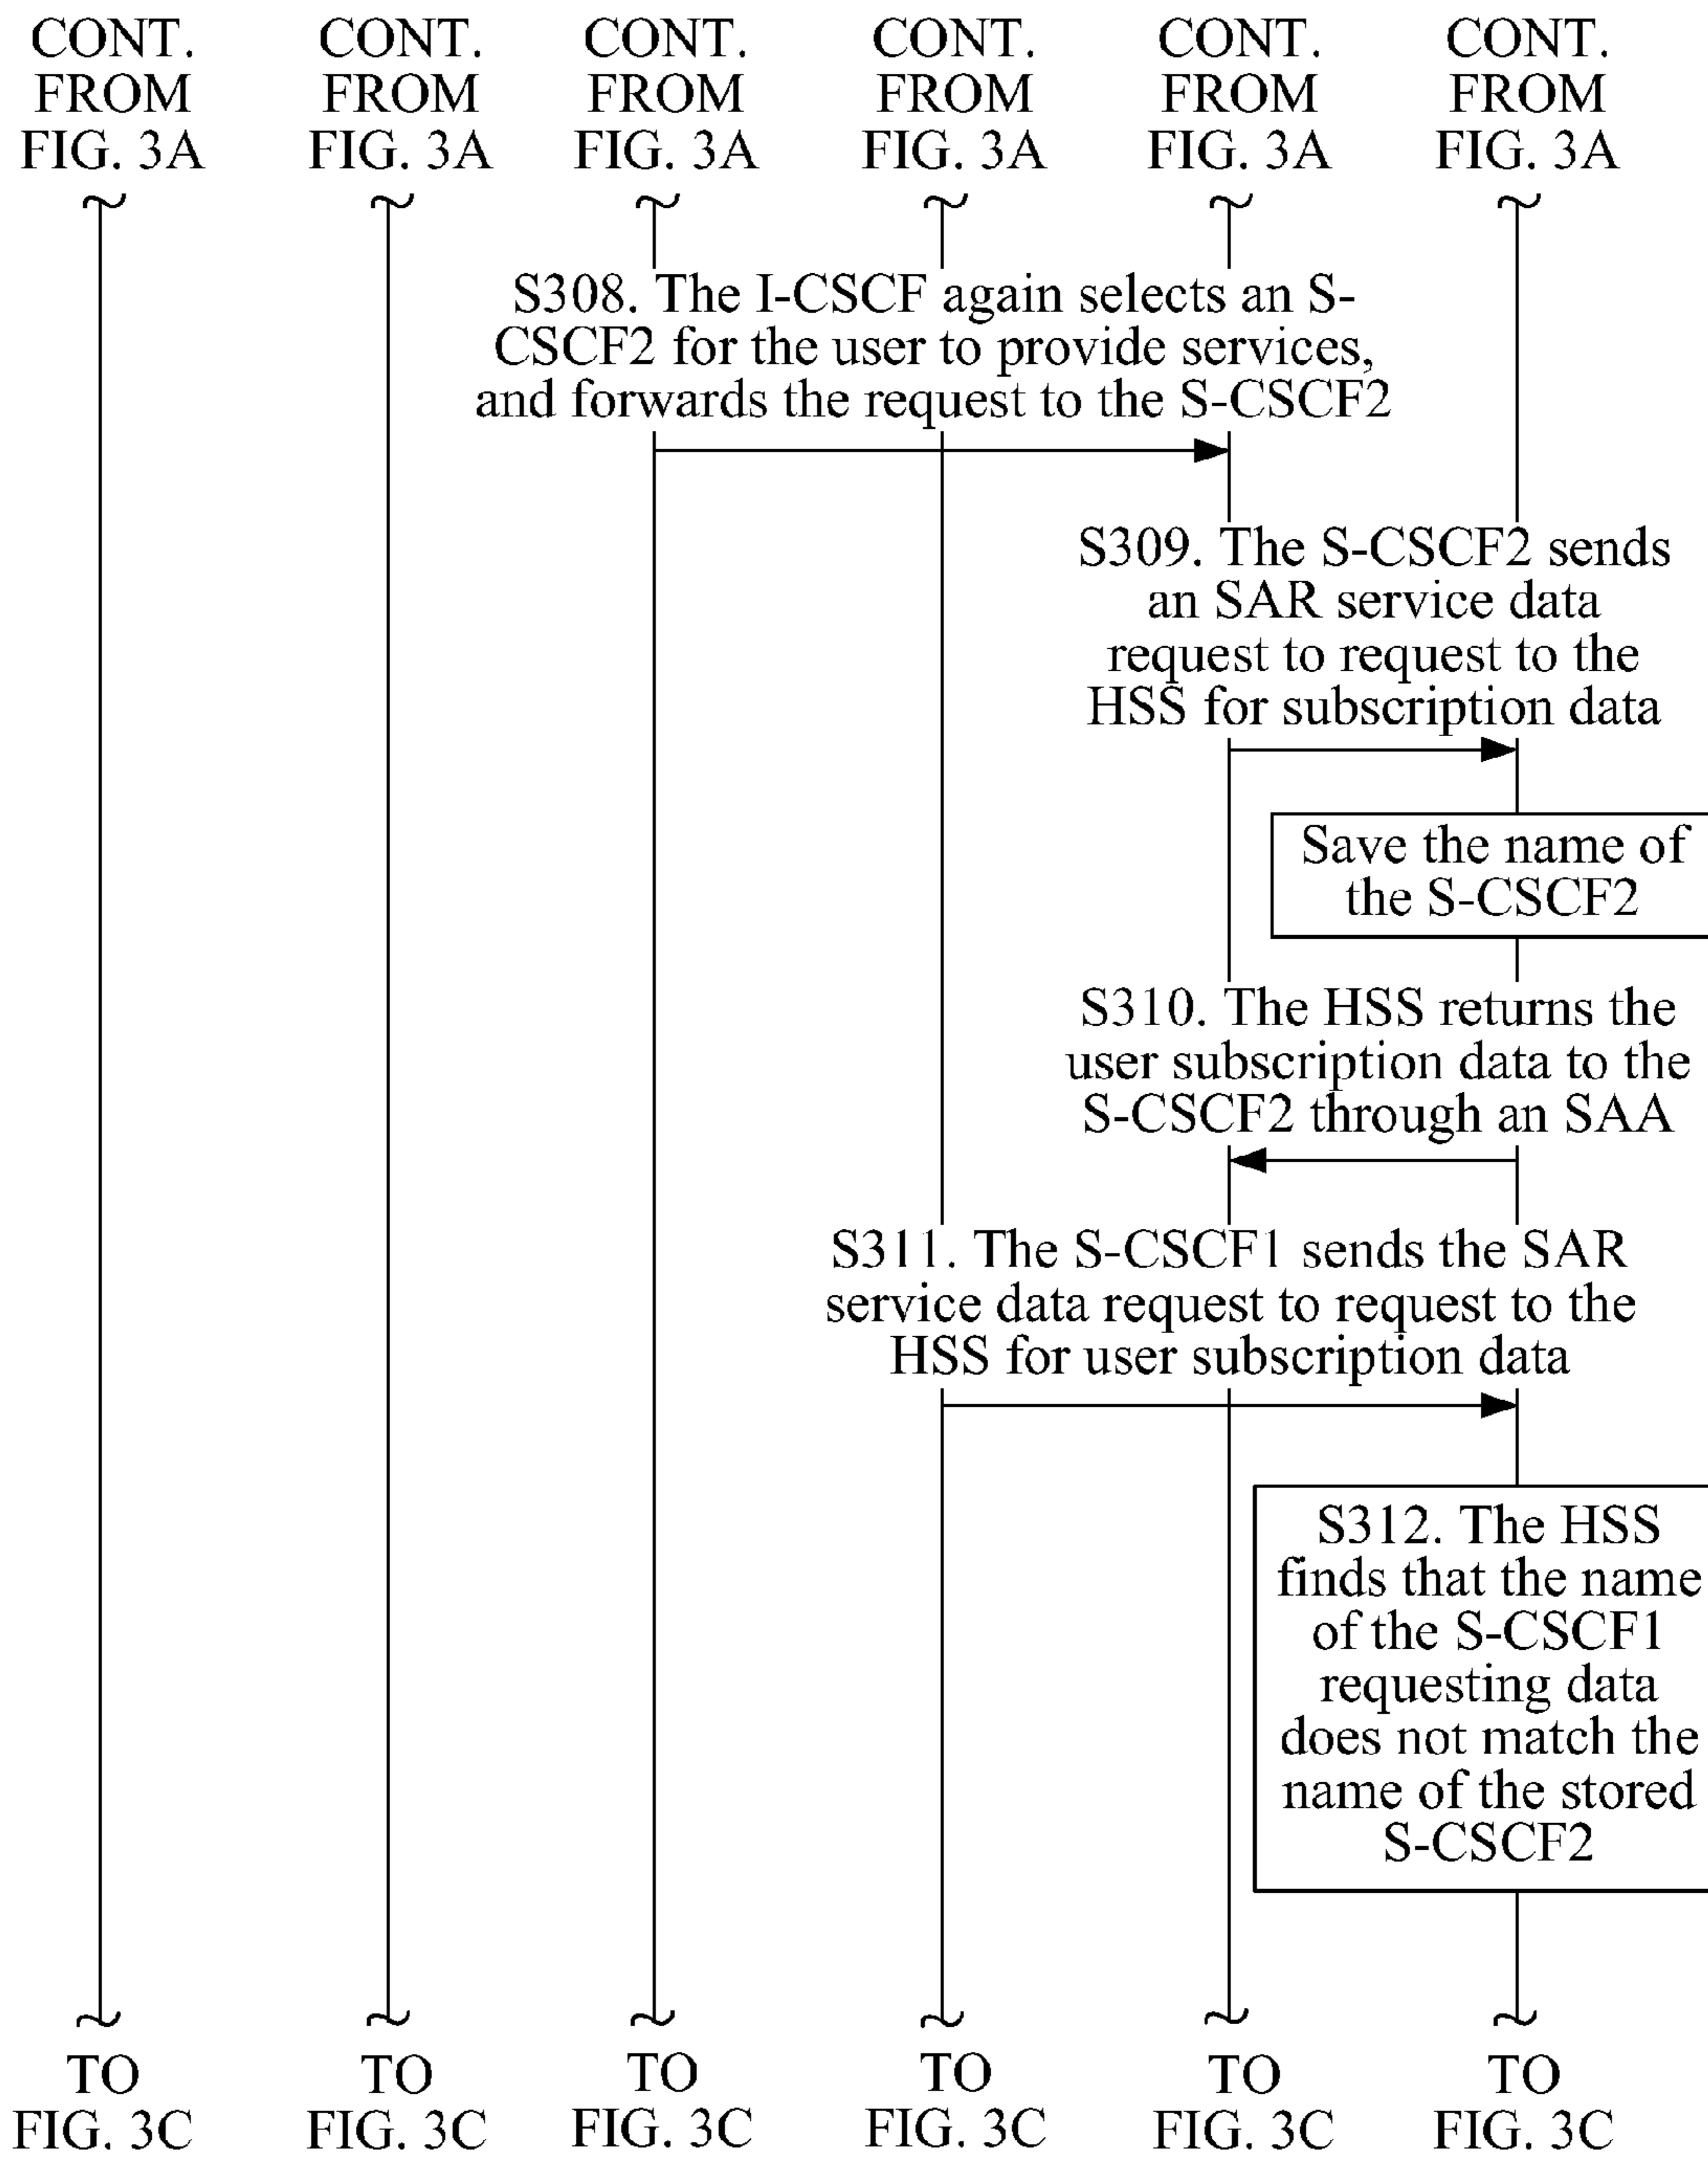 CONT.
FROM
FIG. 3A
CONT.
FROM
FIG. 3A
CONT.
FROM
FIG. 3A
CONT.
FROM
FIG. 3A
CONT.
FROM
FIG. 3A
CONT.
FROM
FIG. 3A
S308. The I-CSCF again selects an S-
CSCF2 for the user to provide services,
and forwards the request to the S-CSCF2
S309. The S-CSCF2 sends
an SAR service data
request to request to the
HSS for subscription data
Save the name of
the S-CSCF2
S310. The HSS returns the
user subscription data to the
S-CSCF2 through an SAA
S311. The S-CSCF1 sends the SAR
service data request to request to the
HSS for user subscription data
S312. The HSS
finds that the name
of the S-CSCF1
requesting data
does not match the
name of the stored
S-CSCF2
TO
FIG. 3C
TO
FIG. 3C
TO
FIG. 3C
TO
FIG. 3C
TO
FIG. 3C
TO
FIG. 3C